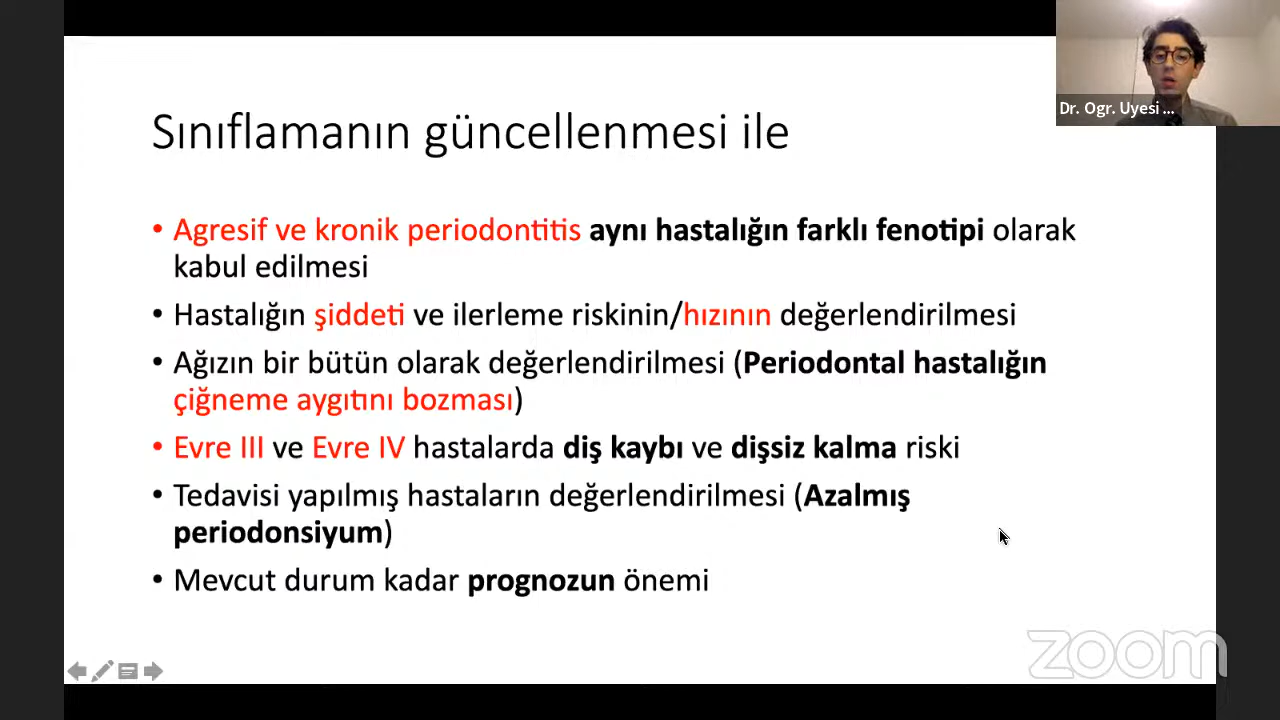 Dr. Ogr. Uyesi ...
Sınıflamanın güncellenmesi ile
• Agresif ve kronik periodontitis aynı hastalığın farklı fenotipi olarak
kabul edilmesi
• Hastalığın şiddeti ve ilerleme riskinin/hızının değerlendirilmesi
• Ağızın bir bütün olarak değerlendirilmesi (Periodontal hastalığın
çiğneme aygıtını bozması)
• Evre III ve Evre IV hastalarda diş kaybı ve dişsiz kalma riski
• Tedavisi yapılmış hastaların değerlendirilmesi (Azalmış
periodonsiyum)
• Mevcut durum kadar prognozun önemi
zoom